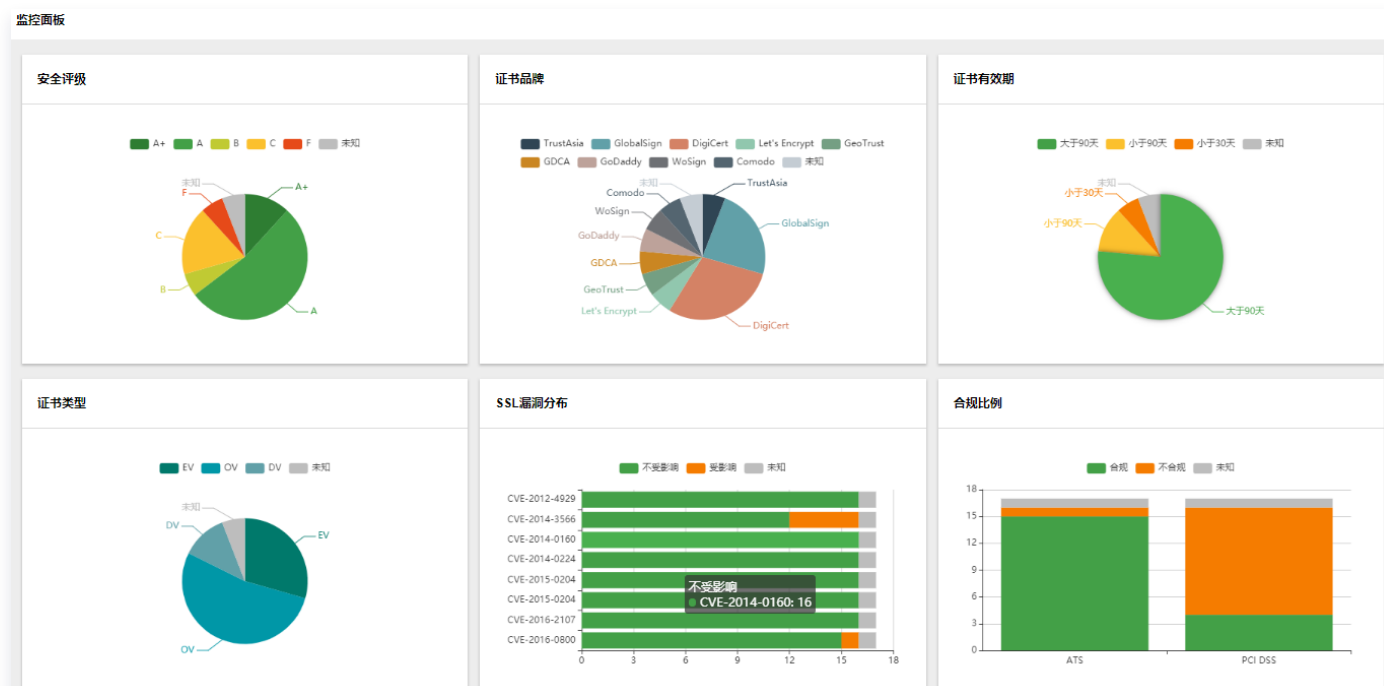 监控面板
安全评级
A+ A B C F 未知
未知
F
A+
C
B
A
证书品牌
TrustAsia GlobalSign DigiCert Let's Encrypt GeoTrust
GDCA GoDaddy WoSign Comodo 未知
未知
TrustAsia
Comodo
WoSign
GlobalSign
GoDaddy
GDCA
GeoTrust
Let's Encrypt
DigiCert
证书有效期
大于90天 小于90天 小于30天 未知
未知
小于30天
小于90天
大于90天
证书类型
EV OV DV 未知
未知
DV
EV
OV
SSL漏洞分布
不受影响 受影响 未知
CVE-2012-4929
CVE-2014-3566
CVE-2014-0160
CVE-2014-0224
CVE-2015-0204
CVE-2015-0204
CVE-2016-2107
CVE-2016-0800
不受影响
CVE-2014-0160: 16
0 3 6 9 12 15 18
合规比例
合规 不合规 未知
18
15
12
9
6
3
0
ATS PCI DSS